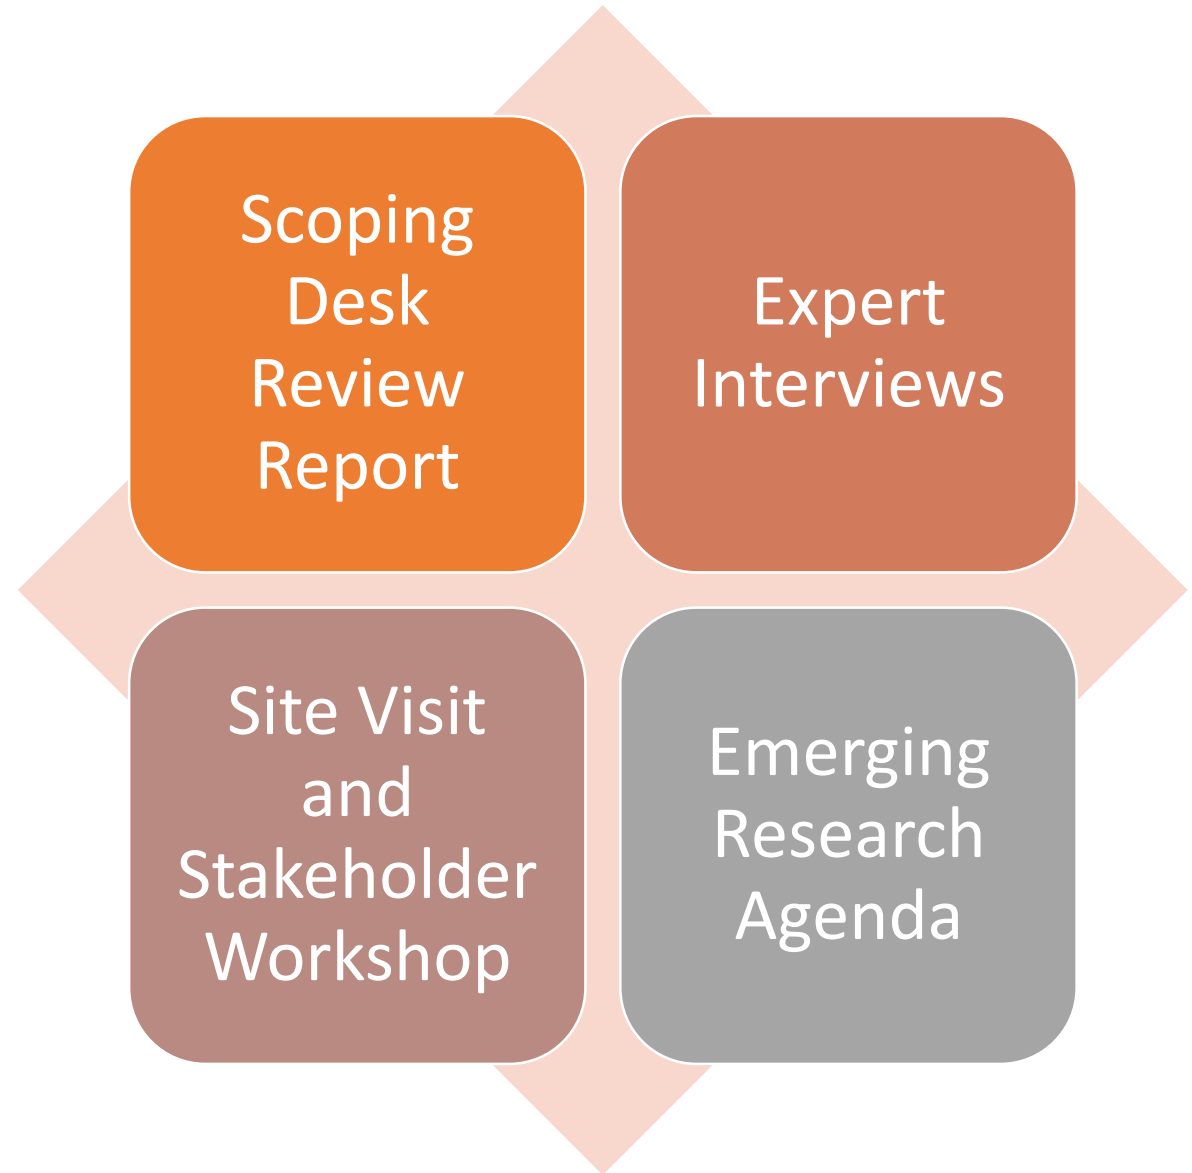 Scoping
Desk
Review
Report
Expert
Interviews
Site Visit
and
Stakeholder
Workshop
Emerging
Research
Agenda